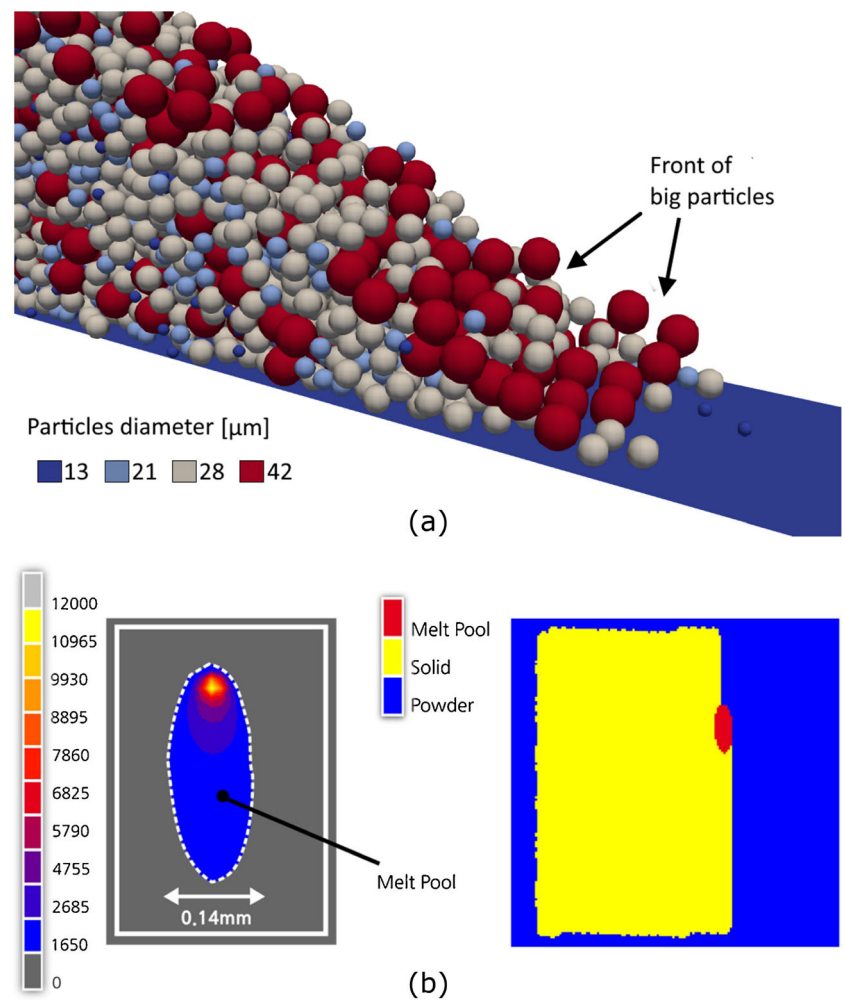 Front of
big particles
Particles diameter [μm]
13 21 28 42
(a)
12000
10965
9930
8895
7860
6825
5790
4755
2685
1650
0
0.14mm
Melt Pool
Melt Pool
Solid
Powder
(b)